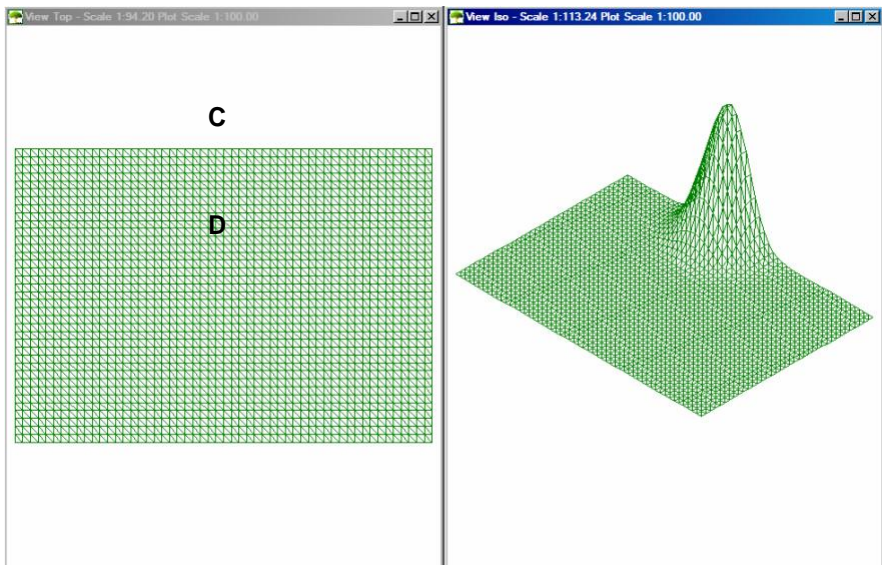 View Top - Scale 1:94.20 Plot Scale 1:100.00
View Iso - Scale 1:113.24 Plot Scale 1:100.00
C
D